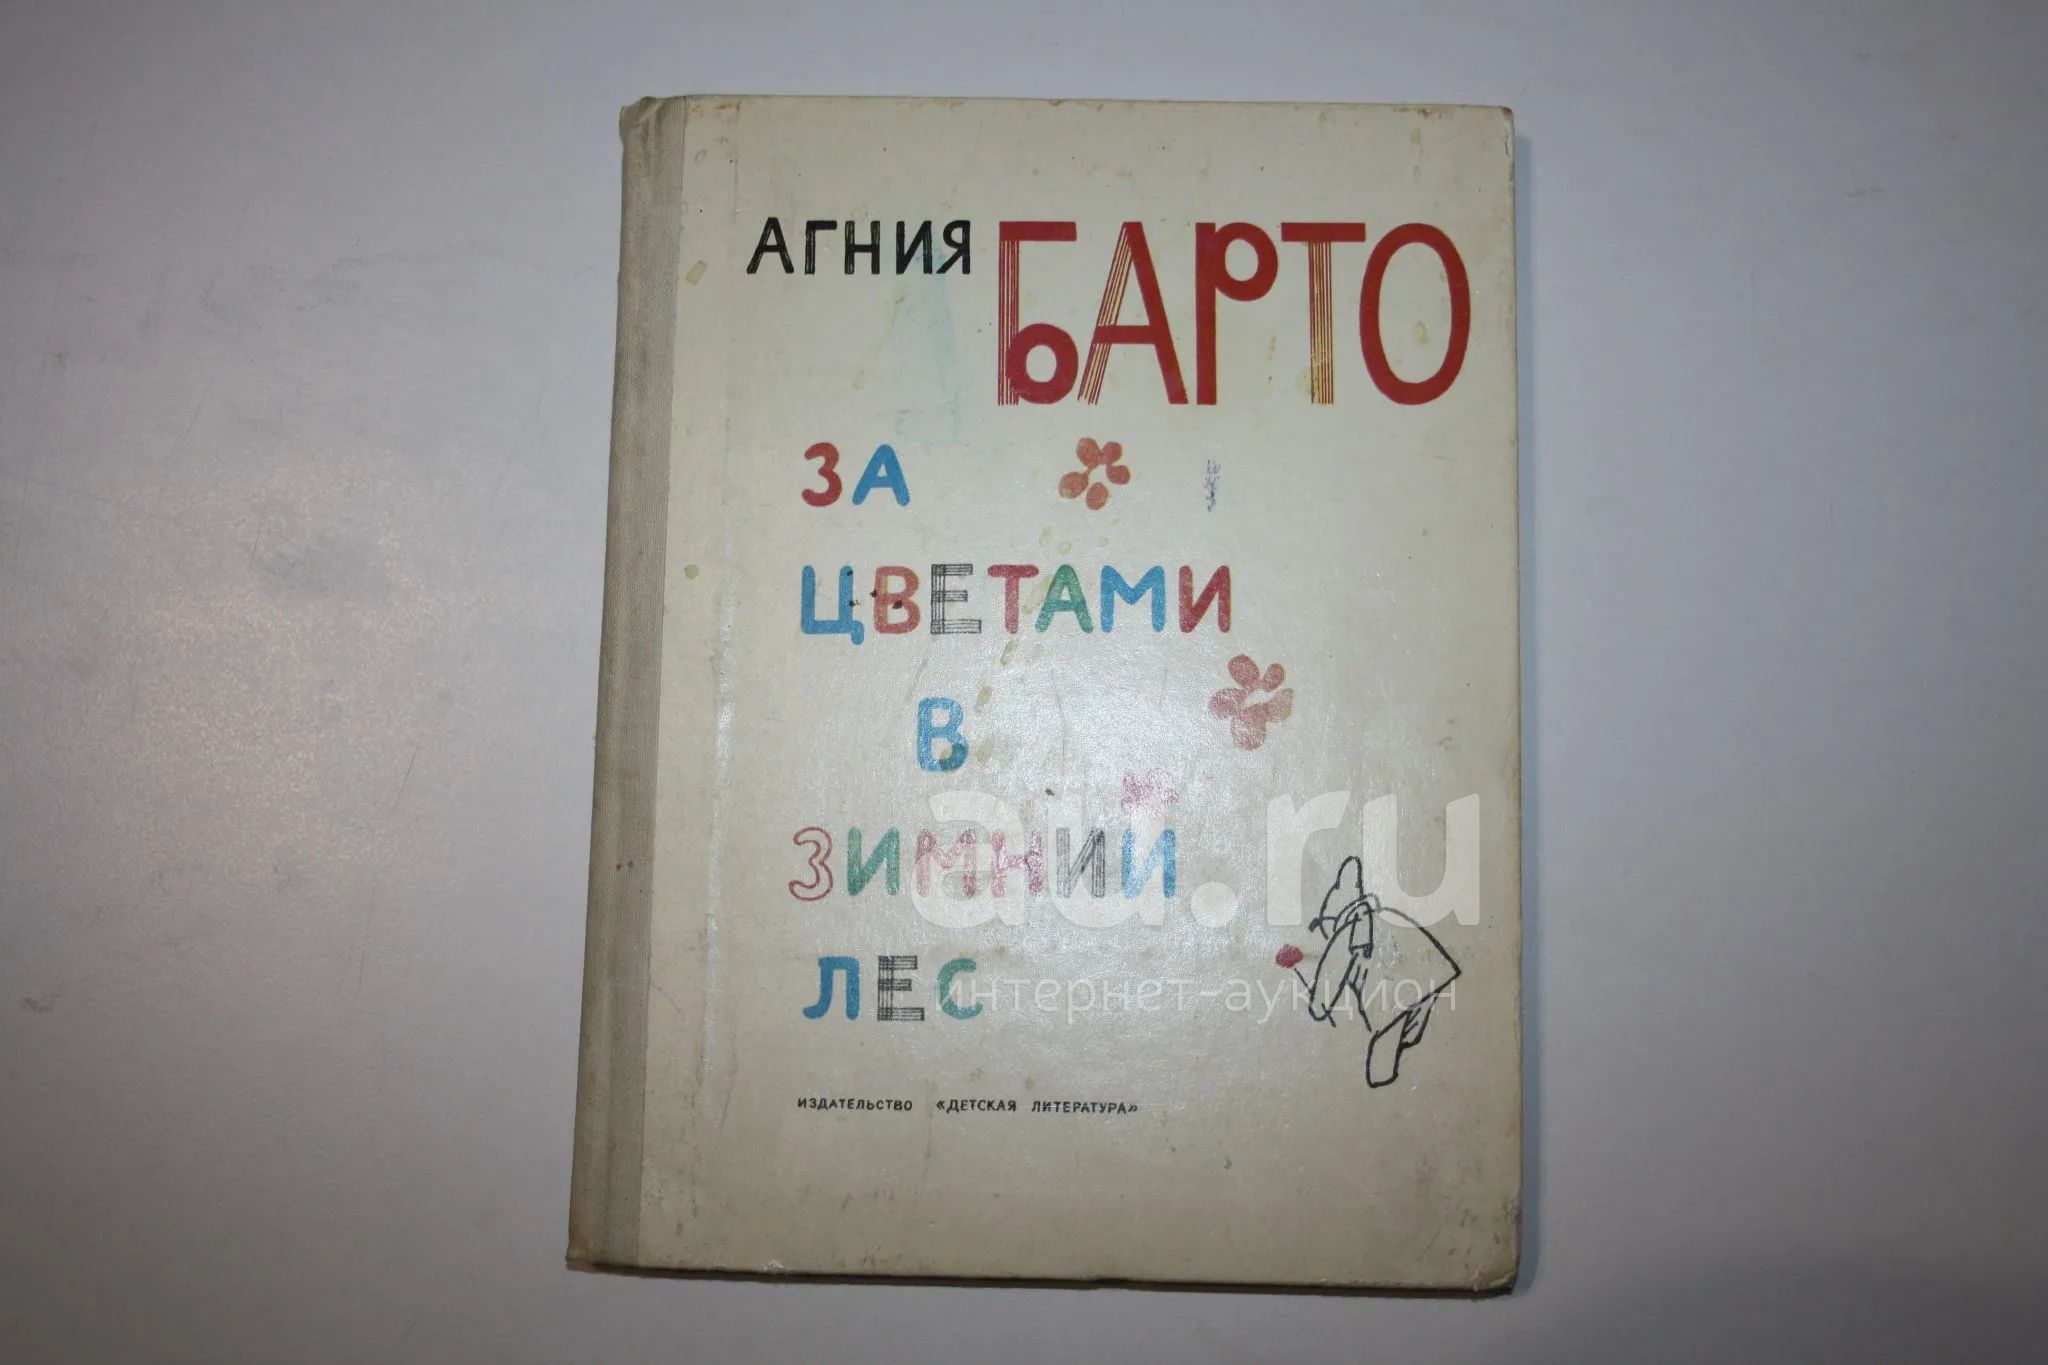 АГНИЯ БАРТО
ЗА
ЦВЕТАМИ
В
ЗИМНИЙ
ЛЕС
ИЗДАТЕЛЬСТВО «ДЕТСКАЯ ЛИТЕРАТУРА»
au.ru
интернет-аукцион